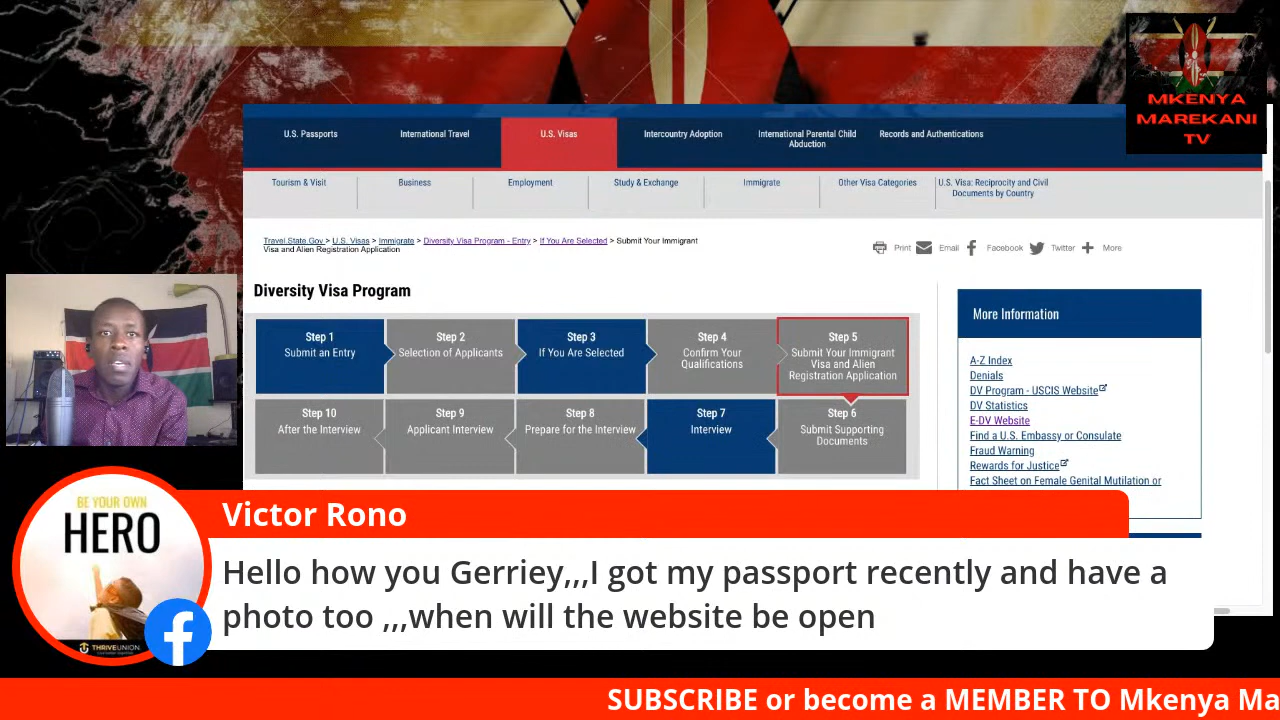 MKENYA
MAREKANI
TV
U.S. Passports
International Travel
U.S. Visas
Intercountry Adoption
International Parental Child
Abduction
Records and Authentications
Tourism & Visit
Business
Employment
Study & Exchange
Immigrate
Other Visa Categories
U.S. Visa: Reciprocity and Civil
Documents by Country
Travel.State.Gov > U.S. Visas > Immigrate > Diversity Visa Program - Entry > If You Are Selected > Submit Your Immigrant
Visa and Alien Registration Application
Print
Email
Facebook
Twitter
More
Diversity Visa Program
Step 1
Submit an Entry
Step 2
Selection of Applicants
Step 3
If You Are Selected
Step 4
Confirm Your
Qualifications
Step 5
Submit Your Immigrant
Visa and Alien
Registration Application
Step 10
After the Interview
Step 9
Applicant Interview
Step 8
Prepare for the Interview
Step 7
Interview
Step 6
Submit Supporting
Documents
More Information
A-Z Index
Denials
DV Program - USCIS Website
DV Statistics
E-DV Website
Find a U.S. Embassy or Consulate
Fraud Warning
Rewards for Justice
Fact Sheet on Female Genital Mutilation or
BE YOUR OWN
HERO
THRIVEUNION
Victor Rono
Hello how you Gerriey,,,I got my passport recently and have a
photo too ,,,when will the website be open
SUBSCRIBE or become a MEMBER TO Mkenya Ma